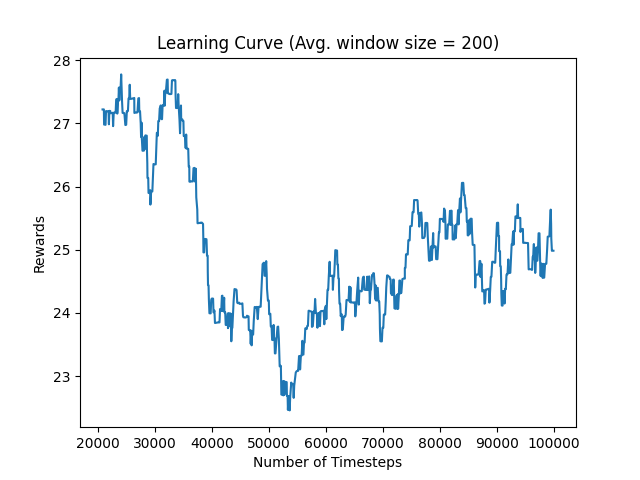 Learning Curve (Avg. window size = 200)
28
27
26
25
24
23
Rewards
20000 30000 40000 50000 60000 70000 80000 90000 100000
Number of Timesteps